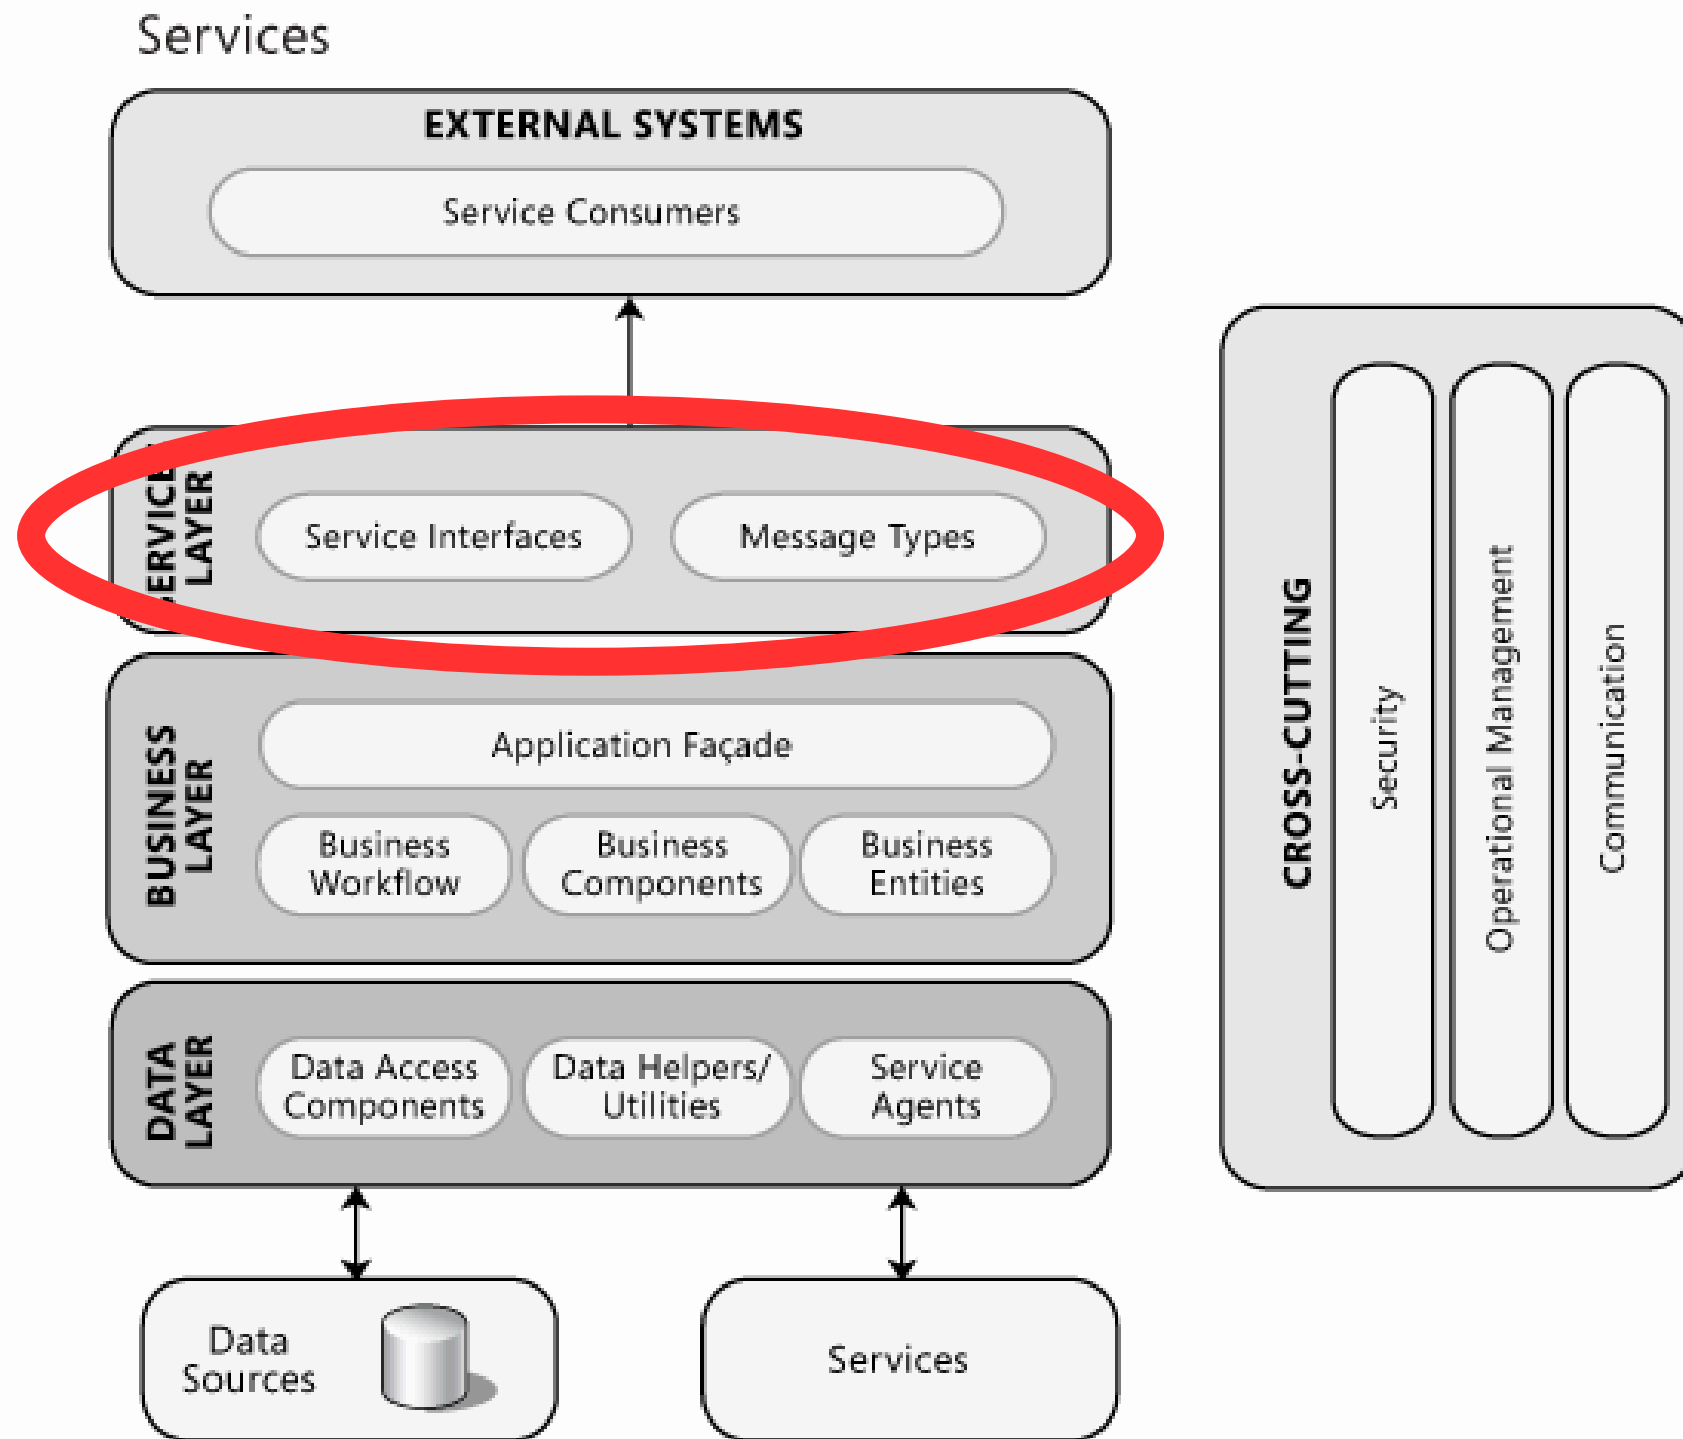 Services
EXTERNAL SYSTEMS
Service Consumers
SERVICE
LAYER
Service Interfaces
Message Types
BUSINESS
LAYER
Application Façade
Business
Workflow
Business
Components
Business
Entities
DATA
LAYER
Data Access
Components
Data Helpers/
Utilities
Service
Agents
Data
Sources
Services
CROSS-CUTTING
Security
Operational Management
Communication